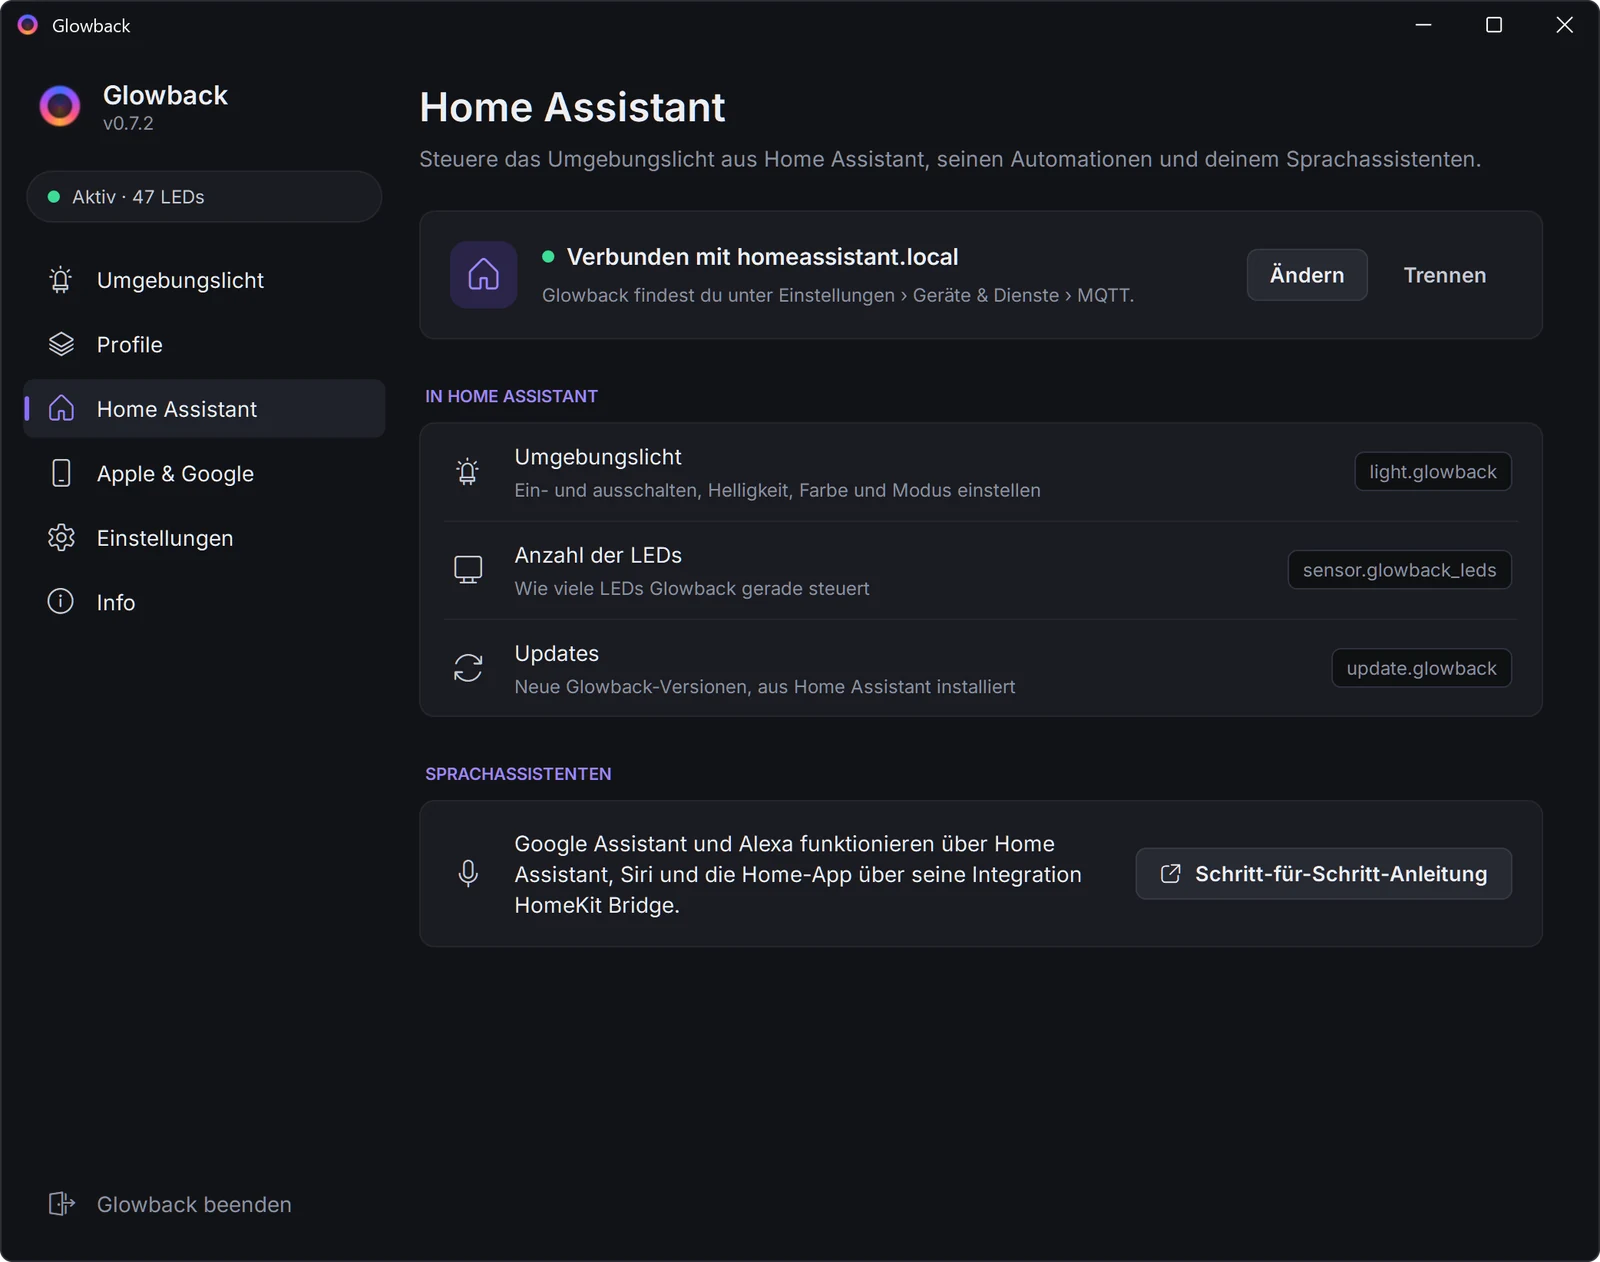 Glowback
Glowback
v0.7.2
Aktiv · 47 LEDs
Umgebungslicht
Profile
Home Assistant
Apple & Google
Einstellungen
Info
Glowback beenden
Home Assistant
Steuere das Umgebungslicht aus Home Assistant, seinen Automationen und deinem Sprachassistenten.
Verbunden mit homeassistant.local
Glowback findest du unter Einstellungen › Geräte & Dienste › MQTT.
Ändern
Trennen
IN HOME ASSISTANT
Umgebungslicht
Ein- und ausschalten, Helligkeit, Farbe und Modus einstellen
light.glowback
Anzahl der LEDs
Wie viele LEDs Glowback gerade steuert
sensor.glowback_leds
Updates
Neue Glowback-Versionen, aus Home Assistant installiert
update.glowback
SPRACHASSISTENTEN
Google Assistant und Alexa funktionieren über Home
Assistant, Siri und die Home-App über seine Integration
HomeKit Bridge.
Schritt-für-Schritt-Anleitung